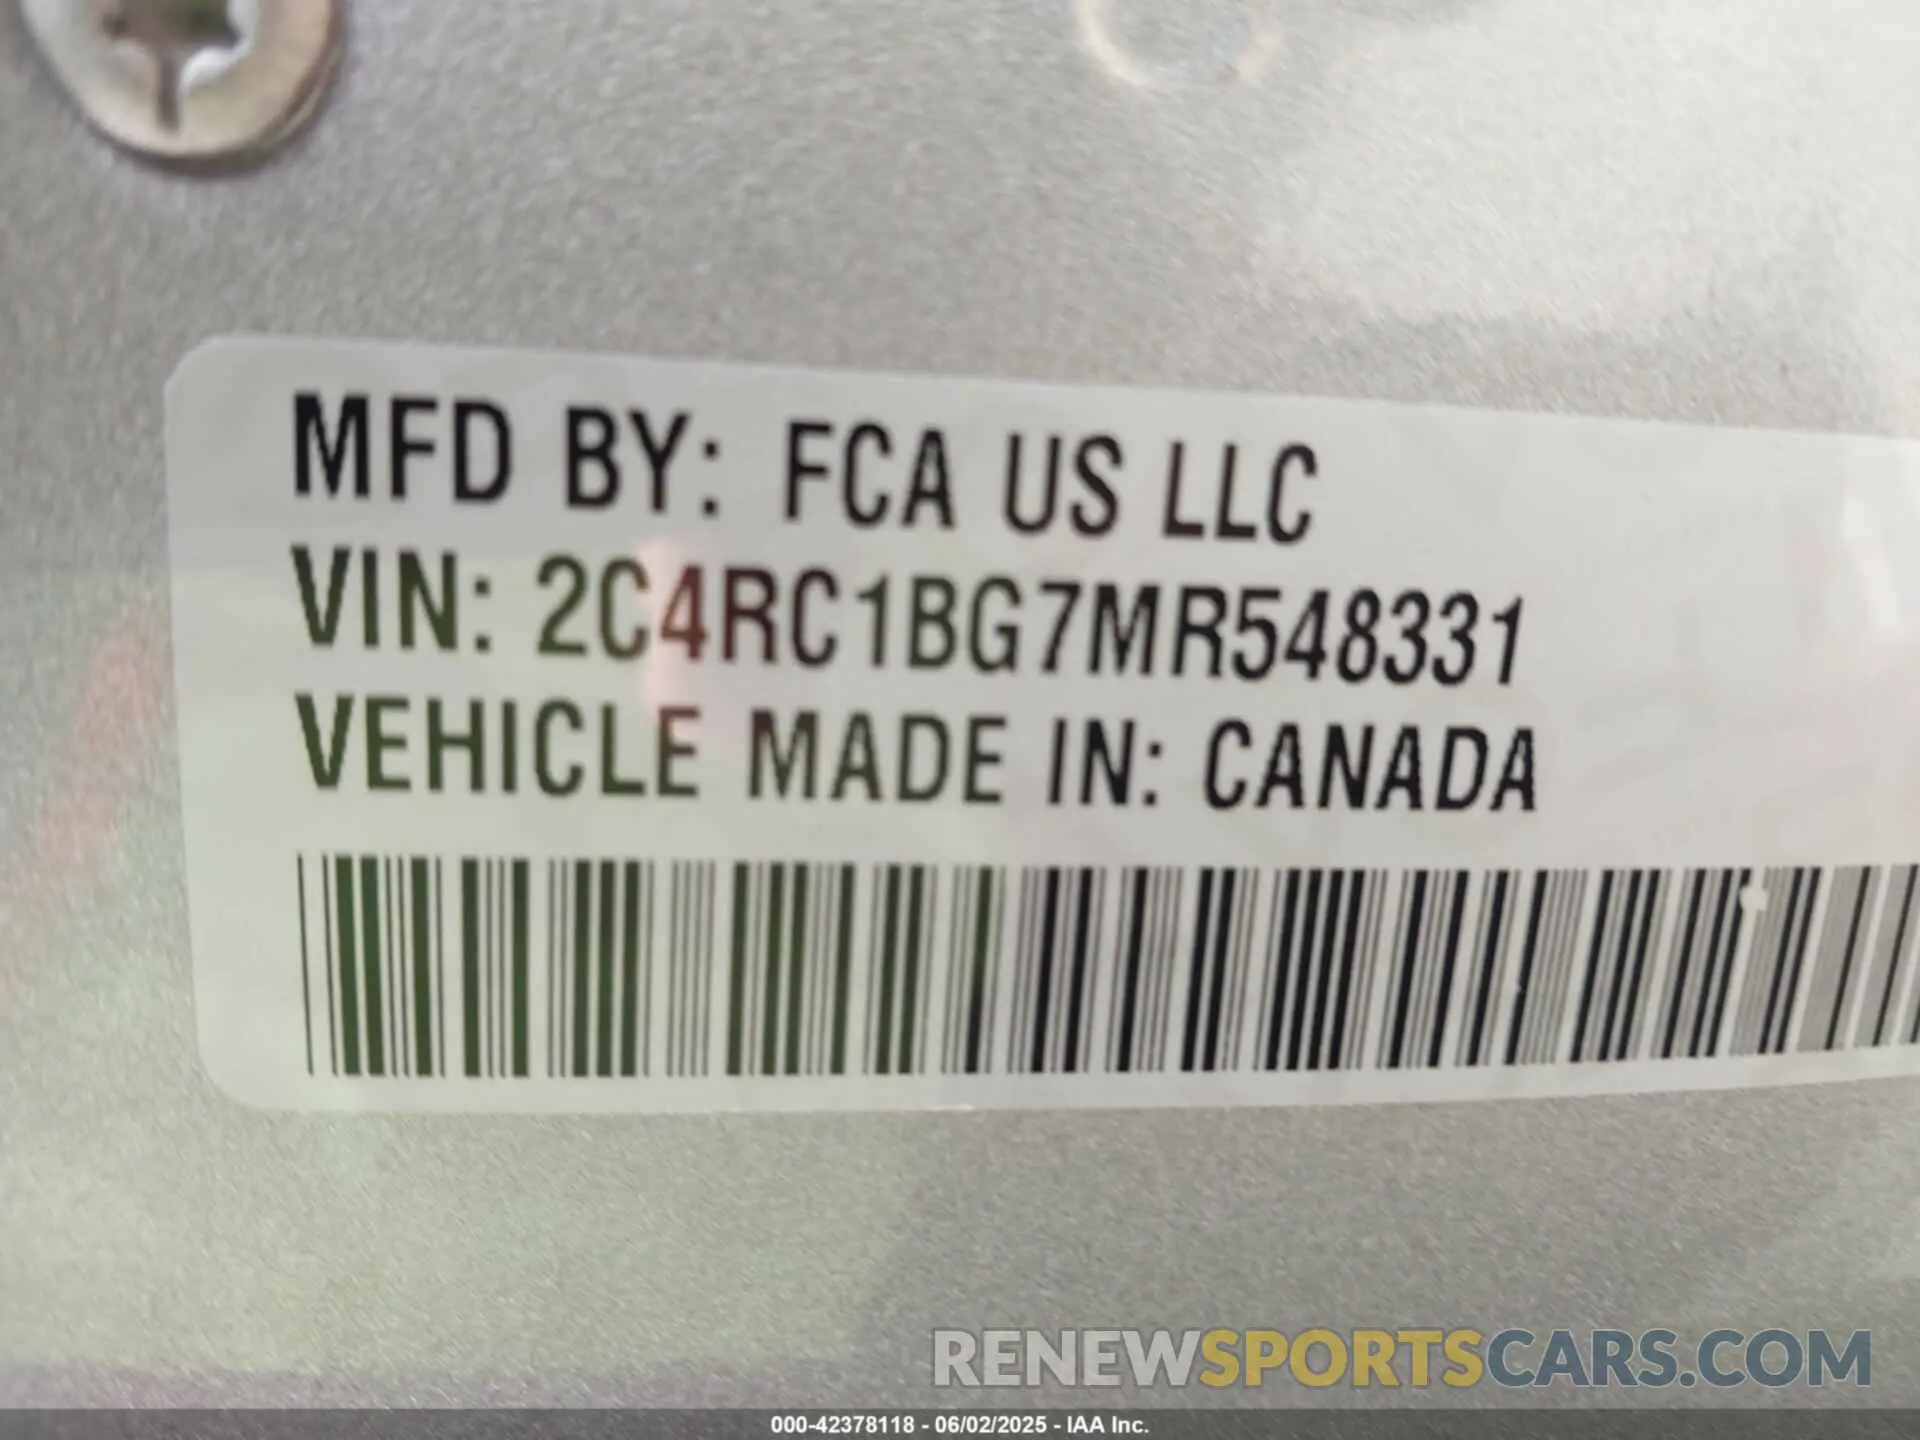 MFD BY: FCA US LLC
VIN: 2C4RC1BG7MR548331
VEHICLE MADE IN: CANADA
RENEWSPORTSCARS.COM
000-42378118 - 06/02/2025 - IAA Inc.